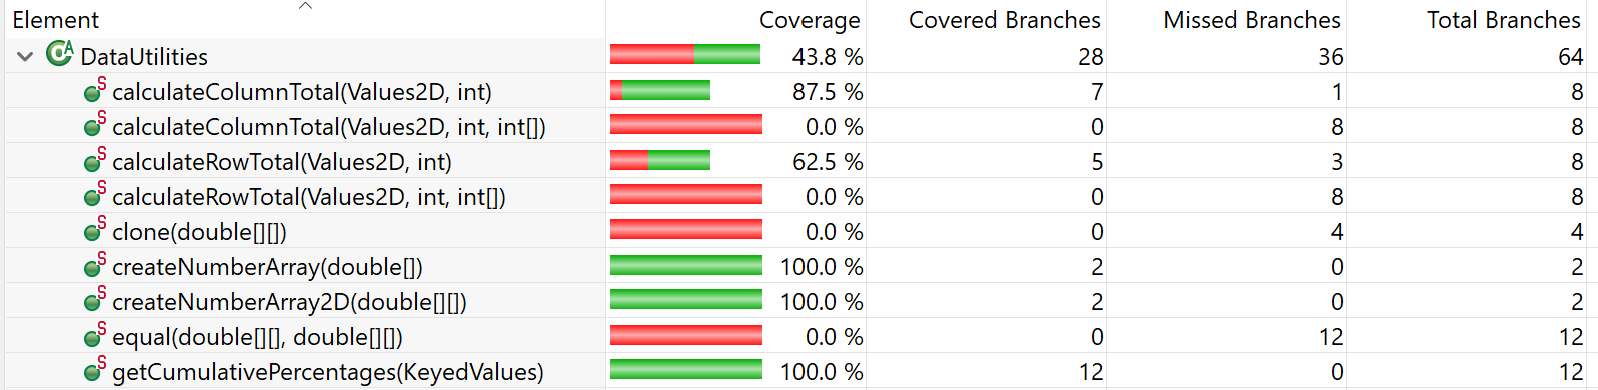 Element Coverage Covered Branches Missed Branches Total Branches
DataUtilities 43.8 % 28 36 64
calculateColumnTotal(Values2D, int) 87.5 % 7 1 8
calculateColumnTotal(Values2D, int, int[]) 0.0 % 0 8 8
calculateRowTotal(Values2D, int) 62.5 % 5 3 8
calculateRowTotal(Values2D, int, int[]) 0.0 % 0 8 8
clone(double[][]) 0.0 % 0 4 4
createNumberArray(double[]) 100.0 % 2 0 2
createNumberArray2D(double[][]) 100.0 % 2 0 2
equal(double[][], double[][]) 0.0 % 0 12 12
getCumulativePercentages(KeyedValues) 100.0 % 12 0 12